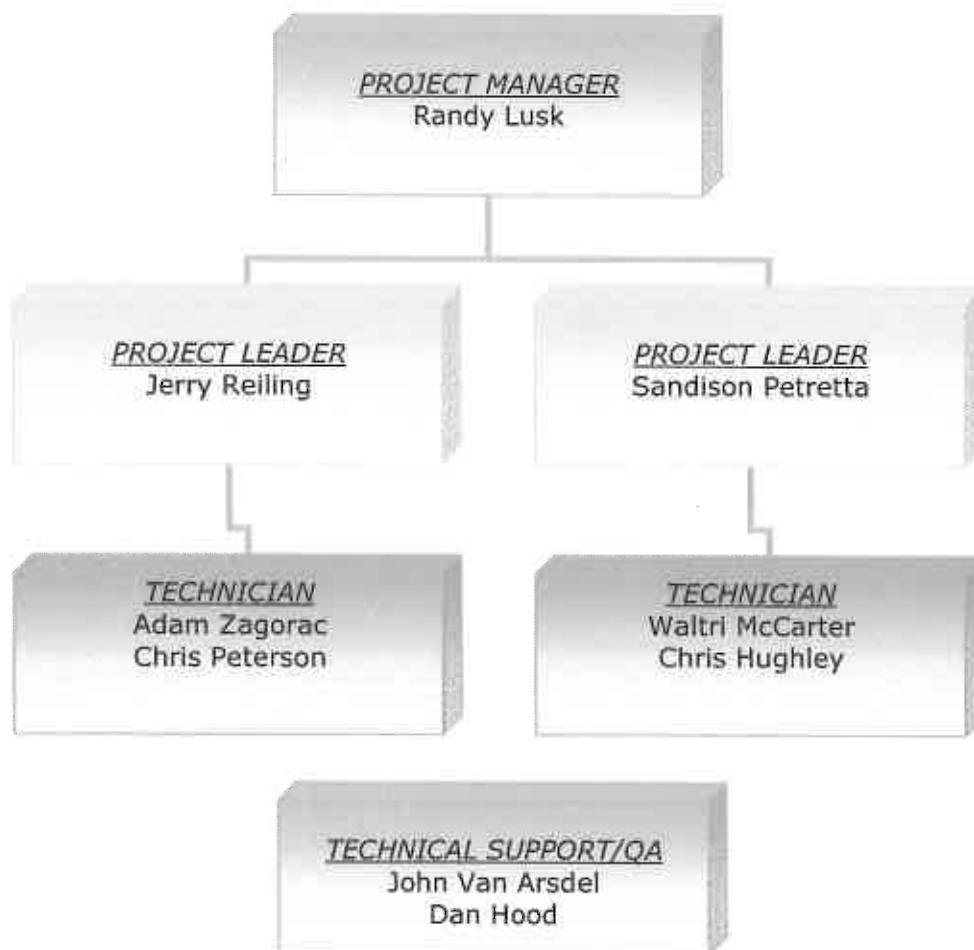 PROJECT MANAGER
Randy Lusk
PROJECT LEADER
Jerry Reiling
PROJECT LEADER
Sandison Petretta
TECHNICIAN
Adam Zagorac
Chris Peterson
TECHNICIAN
Waltri McCarter
Chris Hughley
TECHNICAL SUPPORT/QA
John Van Arsdel
Dan Hood